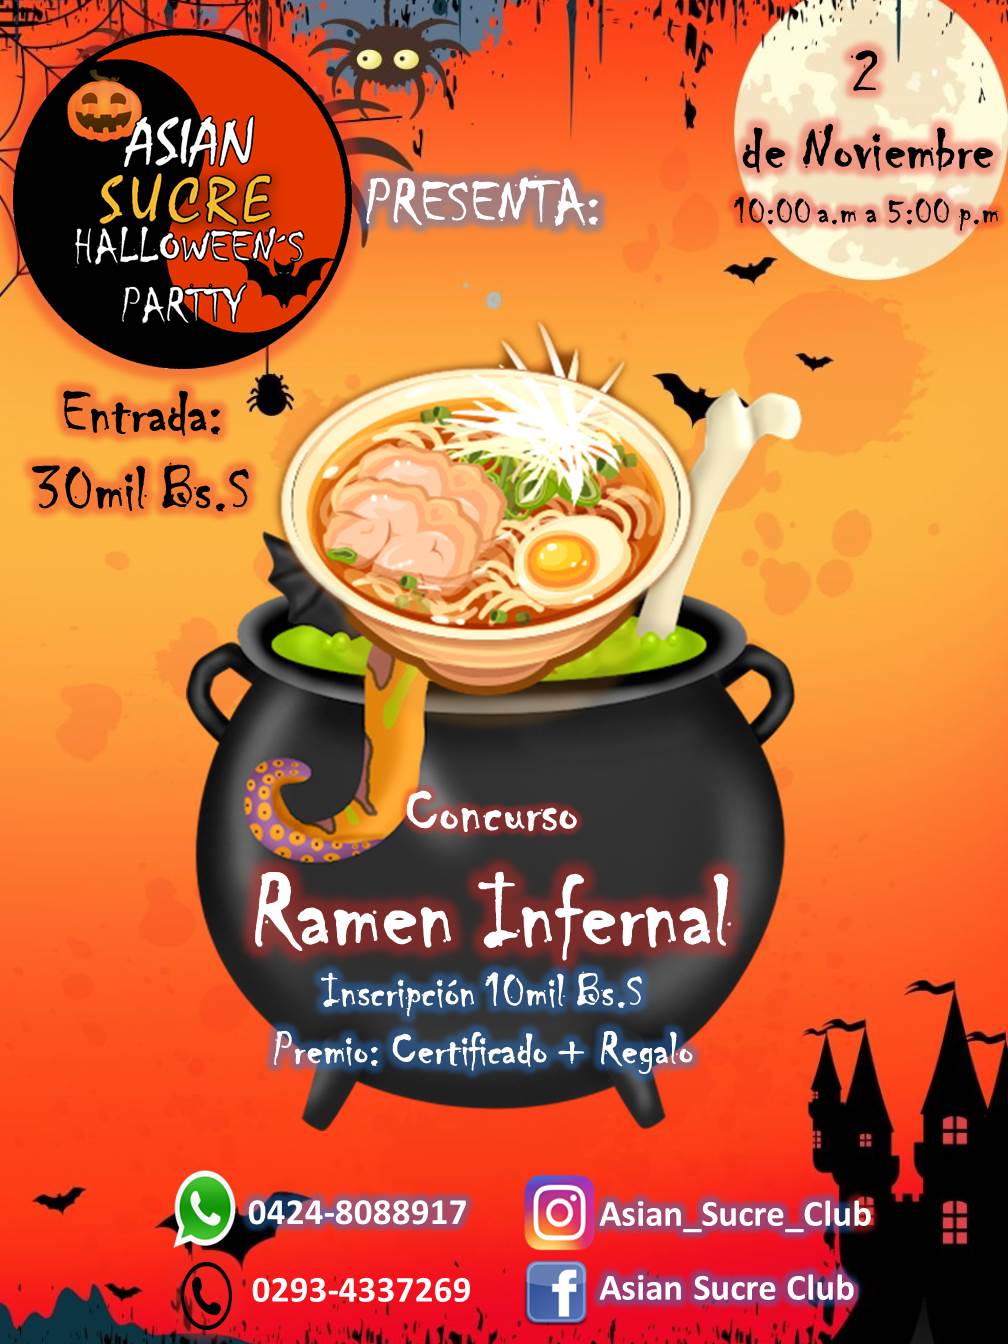 ASIAN
SUCRE
HALLOWEEN´S
PARTTY
PRESENTA:
2
de Noviembre
10:00 a.m a 5:00 p.m
Entrada:
30mil Bs.S
Concurso
Ramen Infernal
Inscripción 10mil Bs.S
Premio: Certificado + Regalo
0424-8088917
Asian_Sucre_Club
0293-4337269
Asian Sucre Club